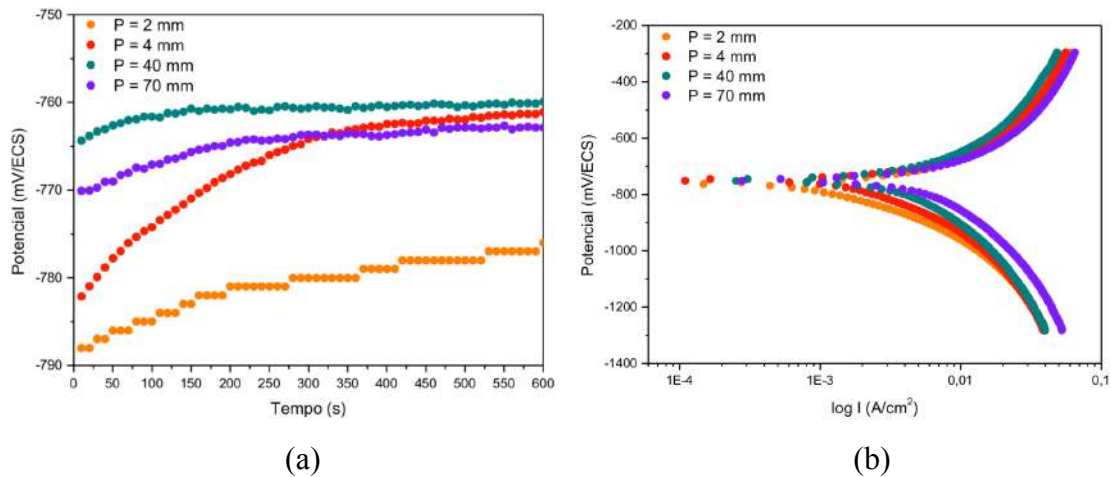 -750
-760
-770
-780
-790
Potencial (mV/ECS)
P = 2 mm
P = 4 mm
P = 40 mm
P = 70 mm
0 50 100 150 200 250 300 350 400 450 500 550 600
Tempo (s)
(a)
-200
-400
-600
-800
-1000
-1200
-1400
Potencial (mV/ECS)
P = 2 mm
P = 4 mm
P = 40 mm
P = 70 mm
1E-4 1E-3 0,01 0,1
log I (A/cm²)
(b)